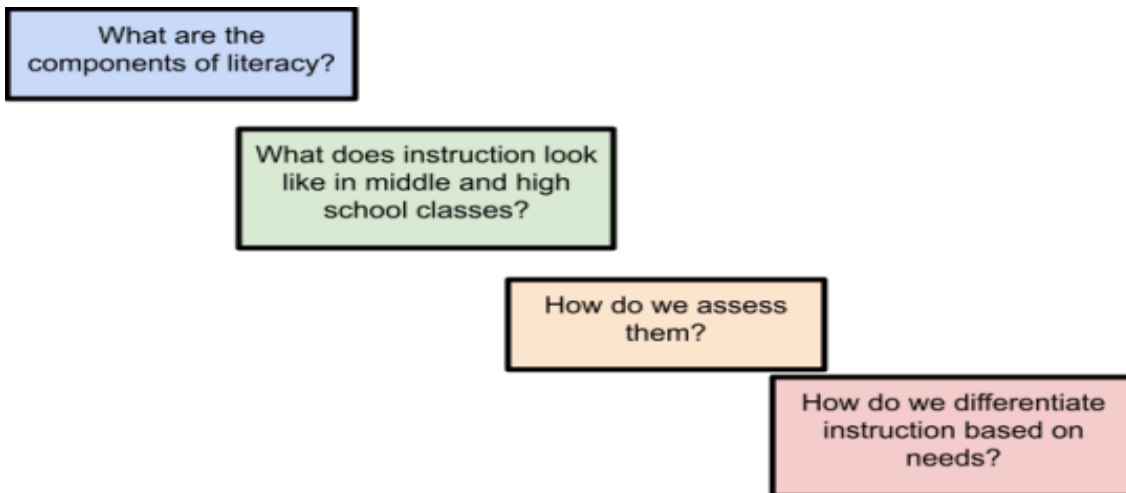 What are the
components of literacy?
What does instruction look
like in middle and high
school classes?
How do we assess
them?
How do we differentiate
instruction based on
needs?